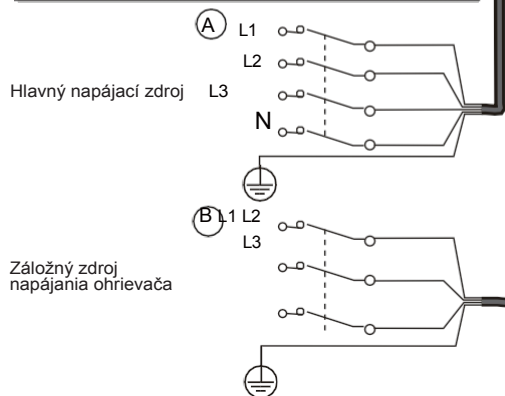 A L1
L2
Hlavný napájací zdroj L3
N
B L1 L2
L3
Záložný zdroj
napájania ohrievača